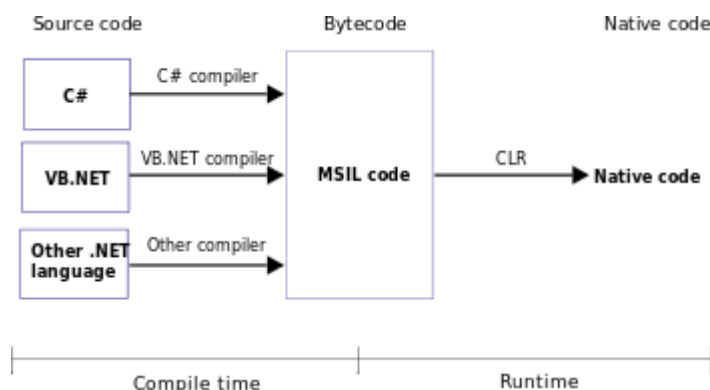 Source code
Bytecode
Native code
C#
C# compiler
VB.NET
VB.NET compiler
MSIL code
CLR
Native code
Other .NET
language
Other compiler
Compile time
Runtime